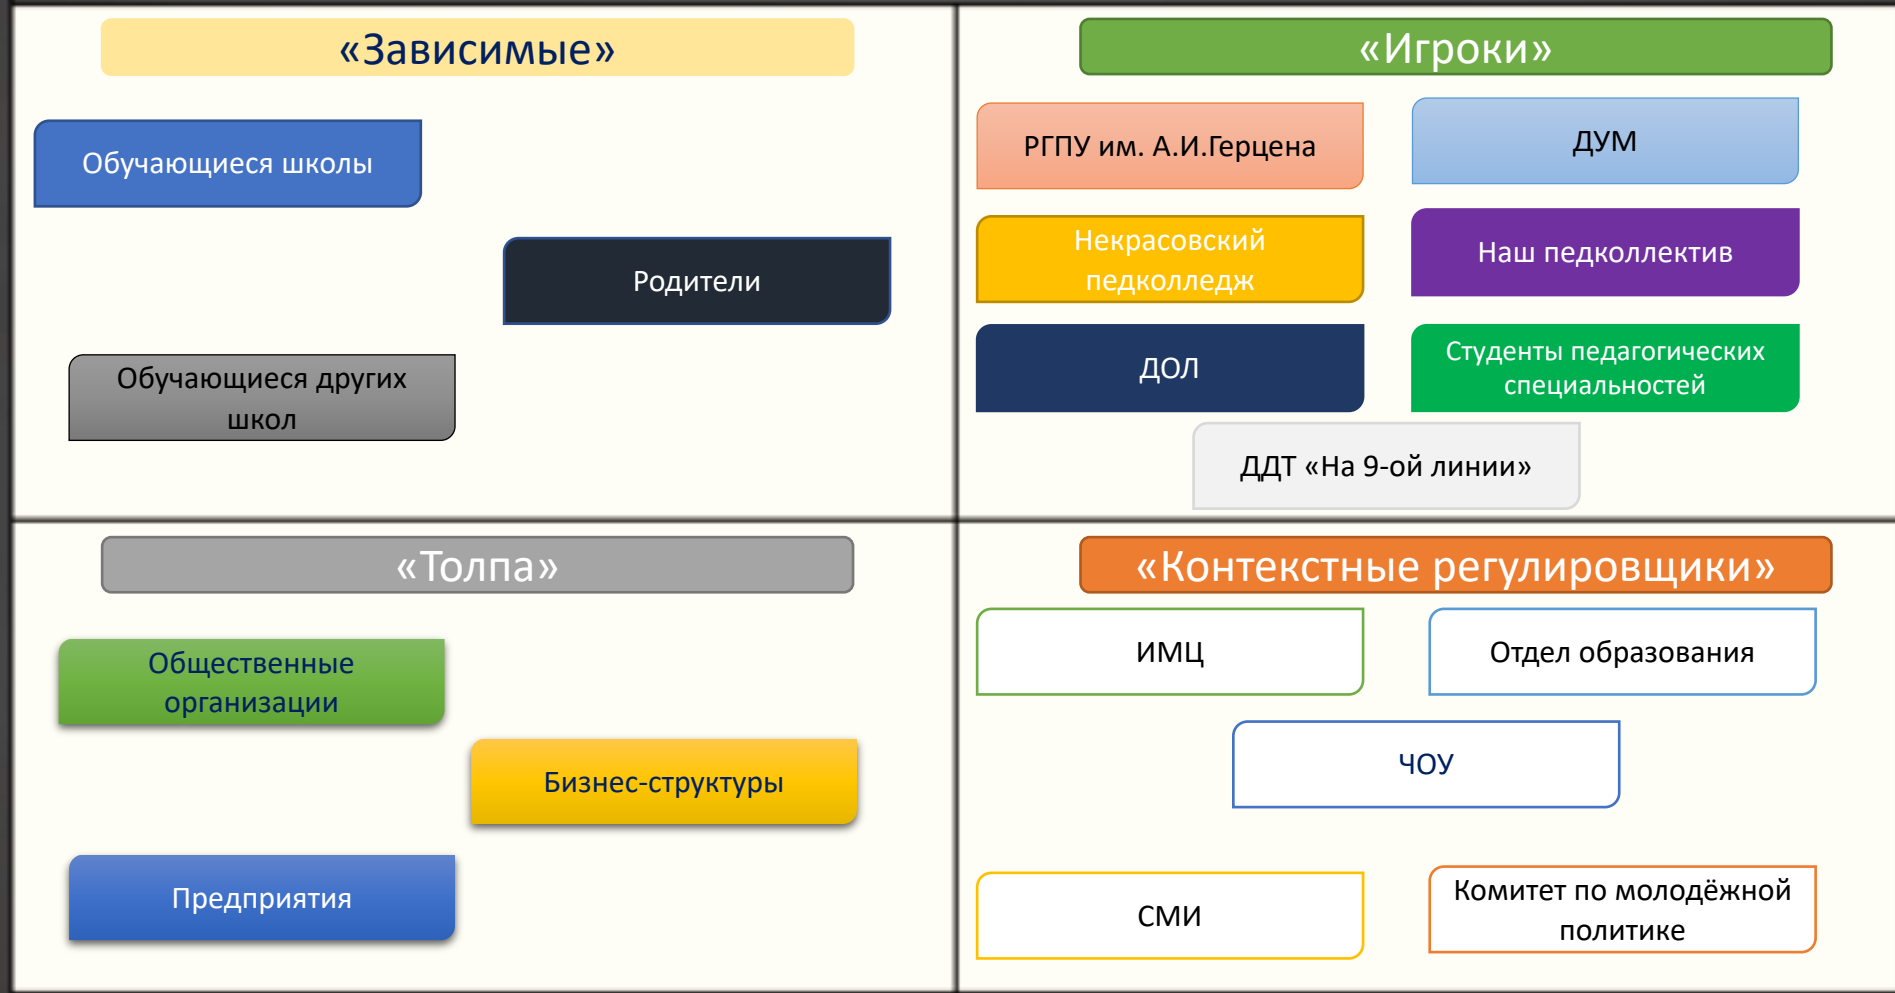 «Зависимые»
Обучающиеся школы
Родители
Обучающиеся других
школ
«Игроки»
РГПУ им. А.И.Герцена
ДУМ
Некрасовский
педколледж
Наш педколлектив
ДОЛ
Студенты педагогических
специальностей
ДДТ «На 9-ой линии»
«Толпа»
Общественные
организации
Бизнес-структуры
Предприятия
«Контекстные регулировщики»
ИМЦ
Отдел образования
ЧОУ
СМИ
Комитет по молодёжной
политике